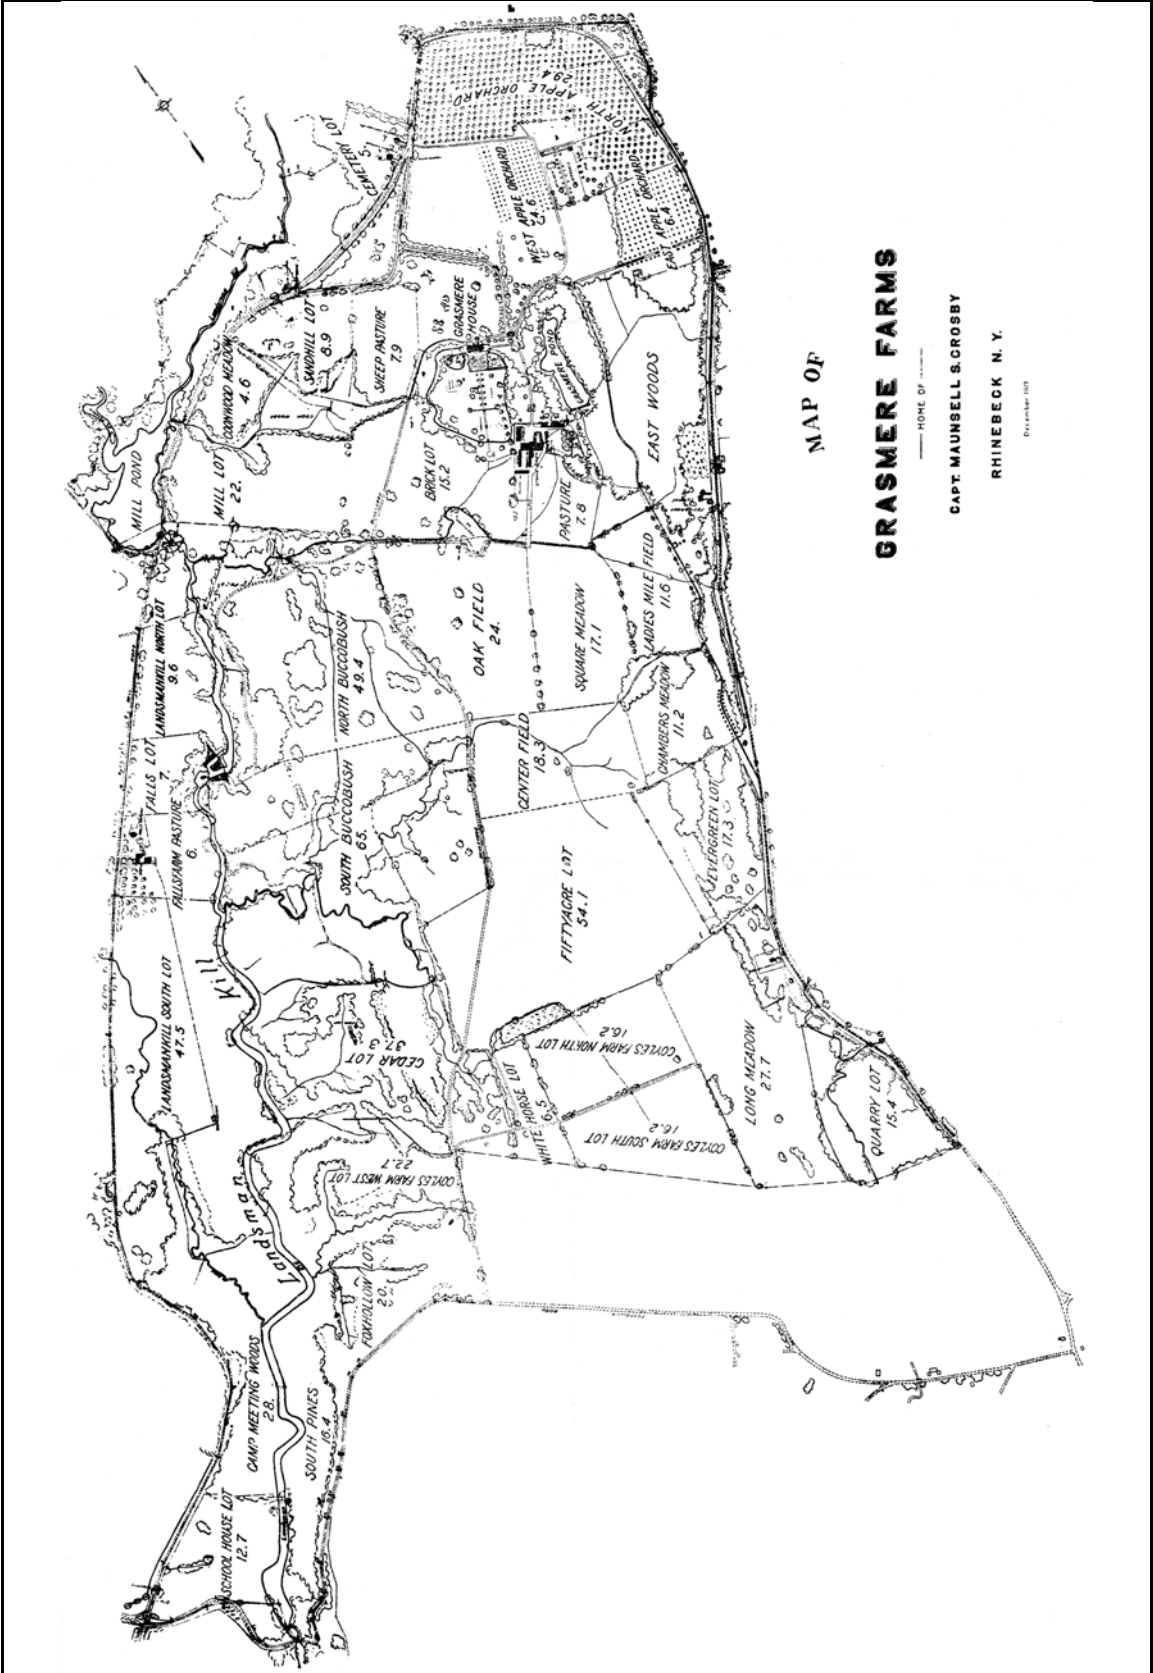 MAP OF
GRASMERE FARMS
HOME OF
CAPT. MAUNSELL S. CROSBY
RHINEBECK N. Y.
December 1919
NORTH APPLE ORCHARD
29.4
CEMETERY LOT
5.
WEST APPLE ORCHARD
24.6
EAST APPLE ORCHARD
6.4
GRASMERE
HOUSE
SANDHILL LOT
8.9
SHEEP PASTURE
7.9
COONWOOD MEADOW
4.6
GRASMERE POND
EAST WOODS
MILL POND
MILL LOT
22.
BRICK LOT
15.2
PASTURE
7.8
LANDSMANKILL NORTH LOT
9.6
NORTH BUCCOBUSH
49.4
OAK FIELD
24.
SQUARE MEADOW
17.1
LADIES MILE FIELD
11.6
FALLS LOT
7.
FALLSFARM PASTURE
6.
SOUTH BUCCOBUSH
65.
CENTER FIELD
18.3
CHAMBERS MEADOW
11.2
EVERGREEN LOT
17.3
FIFTYACRE LOT
54.1
LANDSMANKILL SOUTH LOT
47.5
Landsman Kill
CEDAR LOT
37.3
COYLES FARM NORTH LOT
16.2
WHITE HORSE LOT
6.5
COYLES FARM SOUTH LOT
16.2
LONG MEADOW
27.7
QUARRY LOT
15.4
COYLES FARM WEST LOT
22.7
FOXHOLLOW LOT
20.
CAMP MEETING WOODS
28.
SOUTH PINES
16.4
SCHOOL HOUSE LOT
12.7